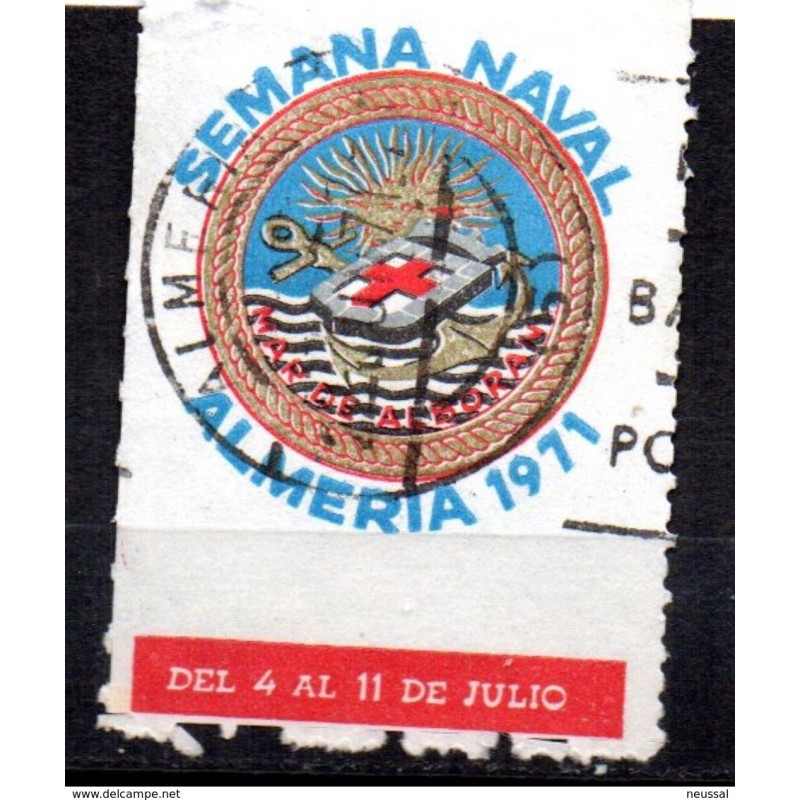 SEMANA NAVAL
MAR DE ALBORAN
ALMERIA 1971
ALMER
BA
PO
DEL 4 AL 11 DE JULIO
© www.delcampe.net
neussal